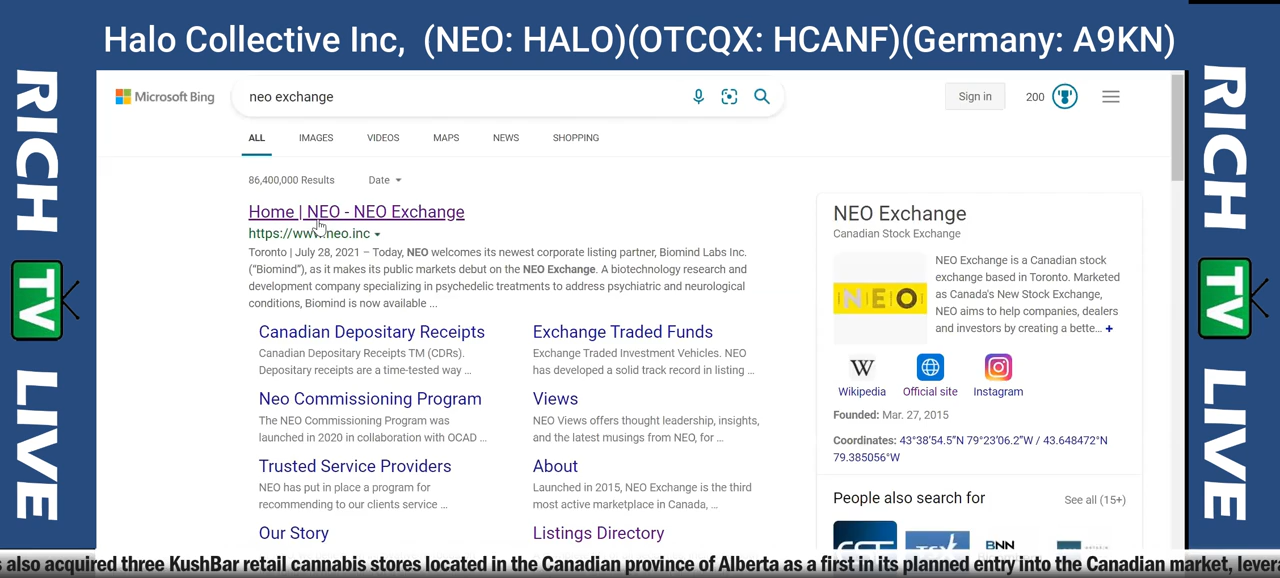 Halo Collective Inc, (NEO: HALO)(OTCQX: HCANF)(Germany: A9KN)
RICH
TV
LIVE
Microsoft Bing
neo exchange
Sign in
200
ALL
IMAGES
VIDEOS
MAPS
NEWS
SHOPPING
86,400,000 Results
Date
Home | NEO - NEO Exchange
https://www.neo.inc
Toronto | July 28, 2021 – Today, NEO welcomes its newest corporate listing partner, Biomind Labs Inc.
("Biomind"), as it makes its public markets debut on the NEO Exchange. A biotechnology research and
development company specializing in psychedelic treatments to address psychiatric and neurological
conditions, Biomind is now available ...
Canadian Depositary Receipts
Canadian Depositary Receipts TM (CDRs).
Depositary receipts are a time-tested way ...
Exchange Traded Funds
Exchange Traded Investment Vehicles. NEO
has developed a solid track record in listing ...
Neo Commissioning Program
The NEO Commissioning Program was
launched in 2020 in collaboration with OCAD ...
Views
NEO Views offers thought leadership, insights,
and the latest musings from NEO, for ...
Trusted Service Providers
NEO has put in place a program for
recommending to our clients service ...
About
Launched in 2015, NEO Exchange is the third
most active marketplace in Canada, ...
Our Story
Listings Directory
NEO Exchange
Canadian Stock Exchange
NEO
NEO Exchange is a Canadian stock
exchange based in Toronto. Marketed
as Canada's New Stock Exchange,
NEO aims to help companies, dealers
and investors by creating a bette... +
W
Wikipedia
Official site
Instagram
Founded: Mar. 27, 2015
Coordinates: 43°38'54.5"N 79°23'06.2"W / 43.648472°N
79.385056°W
People also search for
See all (15+)
BNN
RICH
TV
LIVE
s also acquired three KushBar retail cannabis stores located in the Canadian province of Alberta as a first in its planned entry into the Canadian market, levera